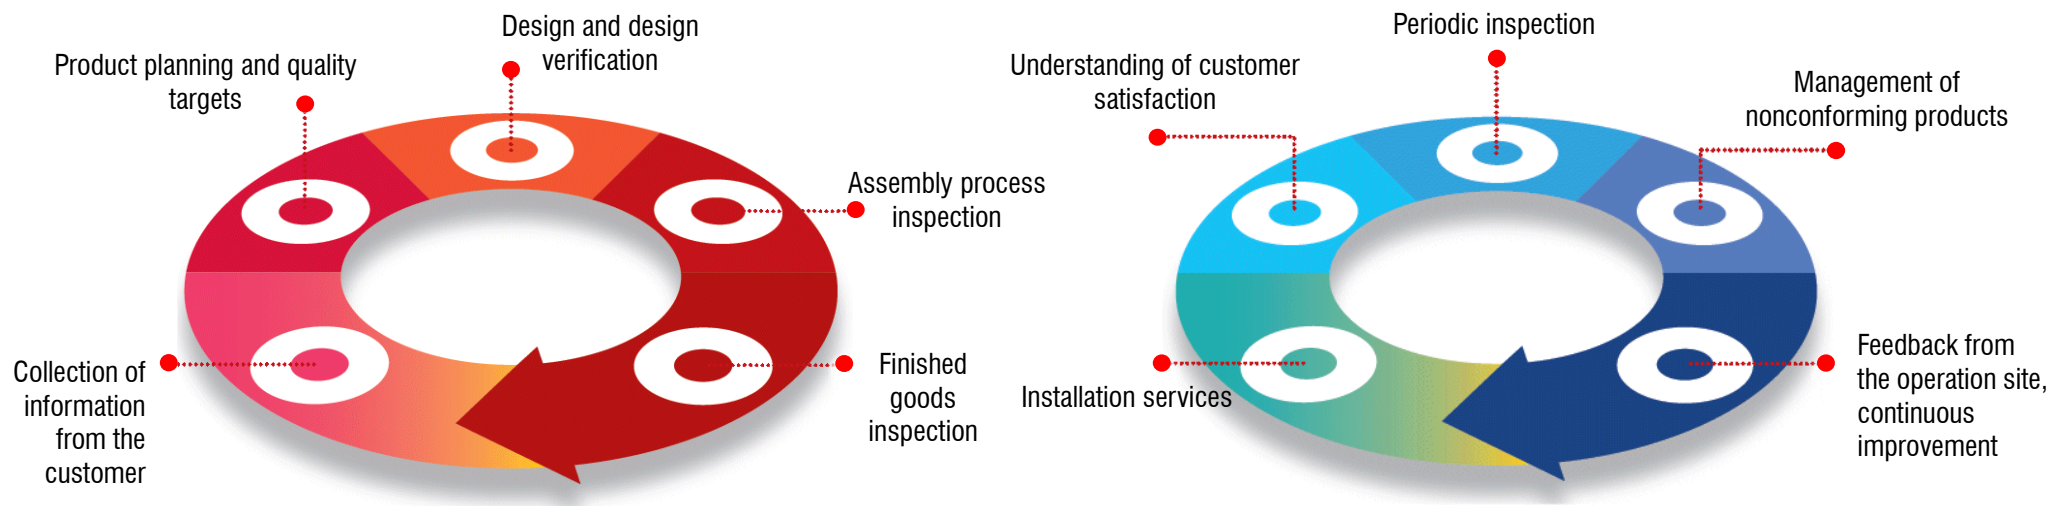 Product planning and quality
targets
Design and design
verification
Assembly process
inspection
Finished
goods
inspection
Collection of
information
from the
customer
Understanding of customer
satisfaction
Periodic inspection
Management of
nonconforming products
Feedback from
the operation site,
continuous
improvement
Installation services